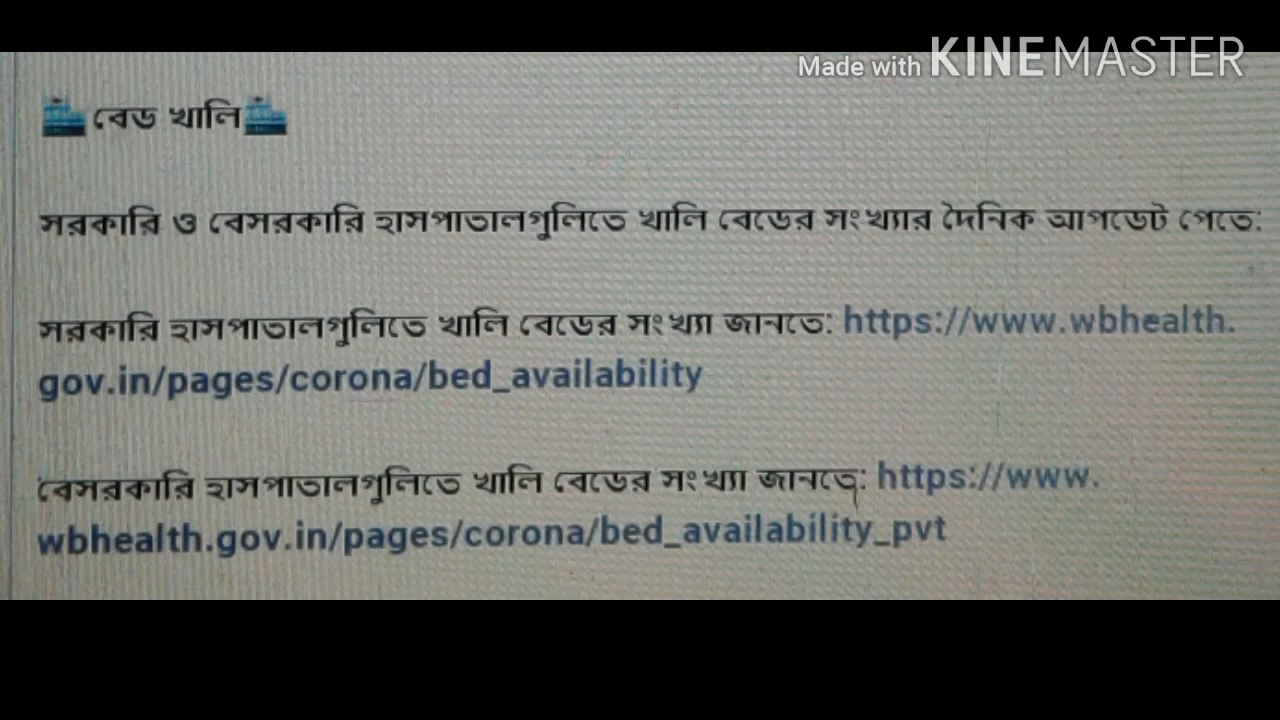 Made with KINEMASTER
বেড খালি
সরকারি ও বেসরকারি হাসপাতালগুলিতে খালি বেডের সংখ্যার দৈনিক আপডেট পেতে:
সরকারি হাসপাতালগুলিতে খালি বেডের সংখ্যা জানতে: https://www.wbhealth.
gov.in/pages/corona/bed_availability
বেসরকারি হাসপাতালগুলিতে খালি বেডের সংখ্যা জানতে: https://www.
wbhealth.gov.in/pages/corona/bed_availability_pvt